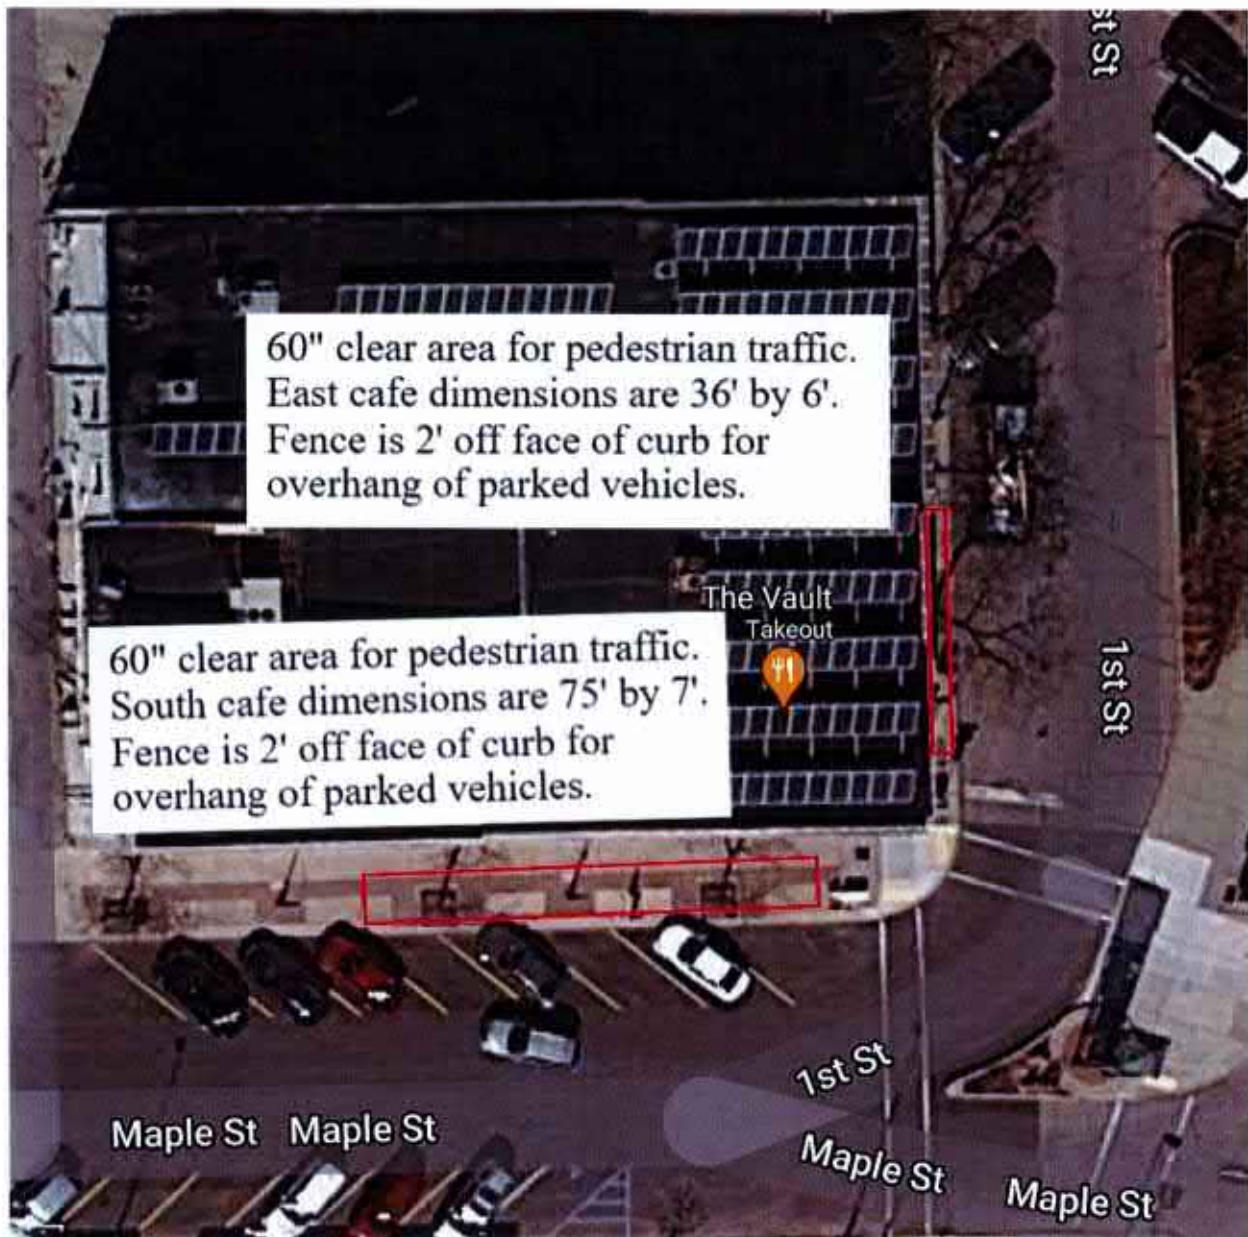 st St
60" clear area for pedestrian traffic.
East cafe dimensions are 36' by 6'.
Fence is 2' off face of curb for
overhang of parked vehicles.
The Vault
Takeout
60" clear area for pedestrian traffic.
South cafe dimensions are 75' by 7'.
Fence is 2' off face of curb for
overhang of parked vehicles.
1st St
1st St
Maple St
Maple St
Maple St
Maple St